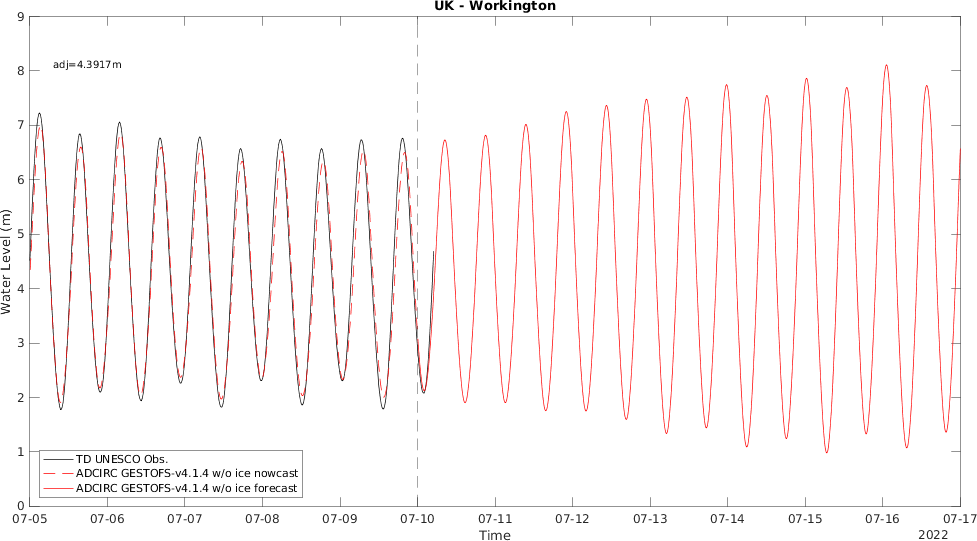 UK - Workington
9
8
7
6
5
4
3
2
1
0
Water Level (m)
adj=4.3917m
TD UNESCO Obs.
ADCIRC GESTOFS-v4.1.4 w/o ice nowcast
ADCIRC GESTOFS-v4.1.4 w/o ice forecast
07-05 07-06 07-07 07-08 07-09 07-10 07-11 07-12 07-13 07-14 07-15 07-16 07-17
Time
2022